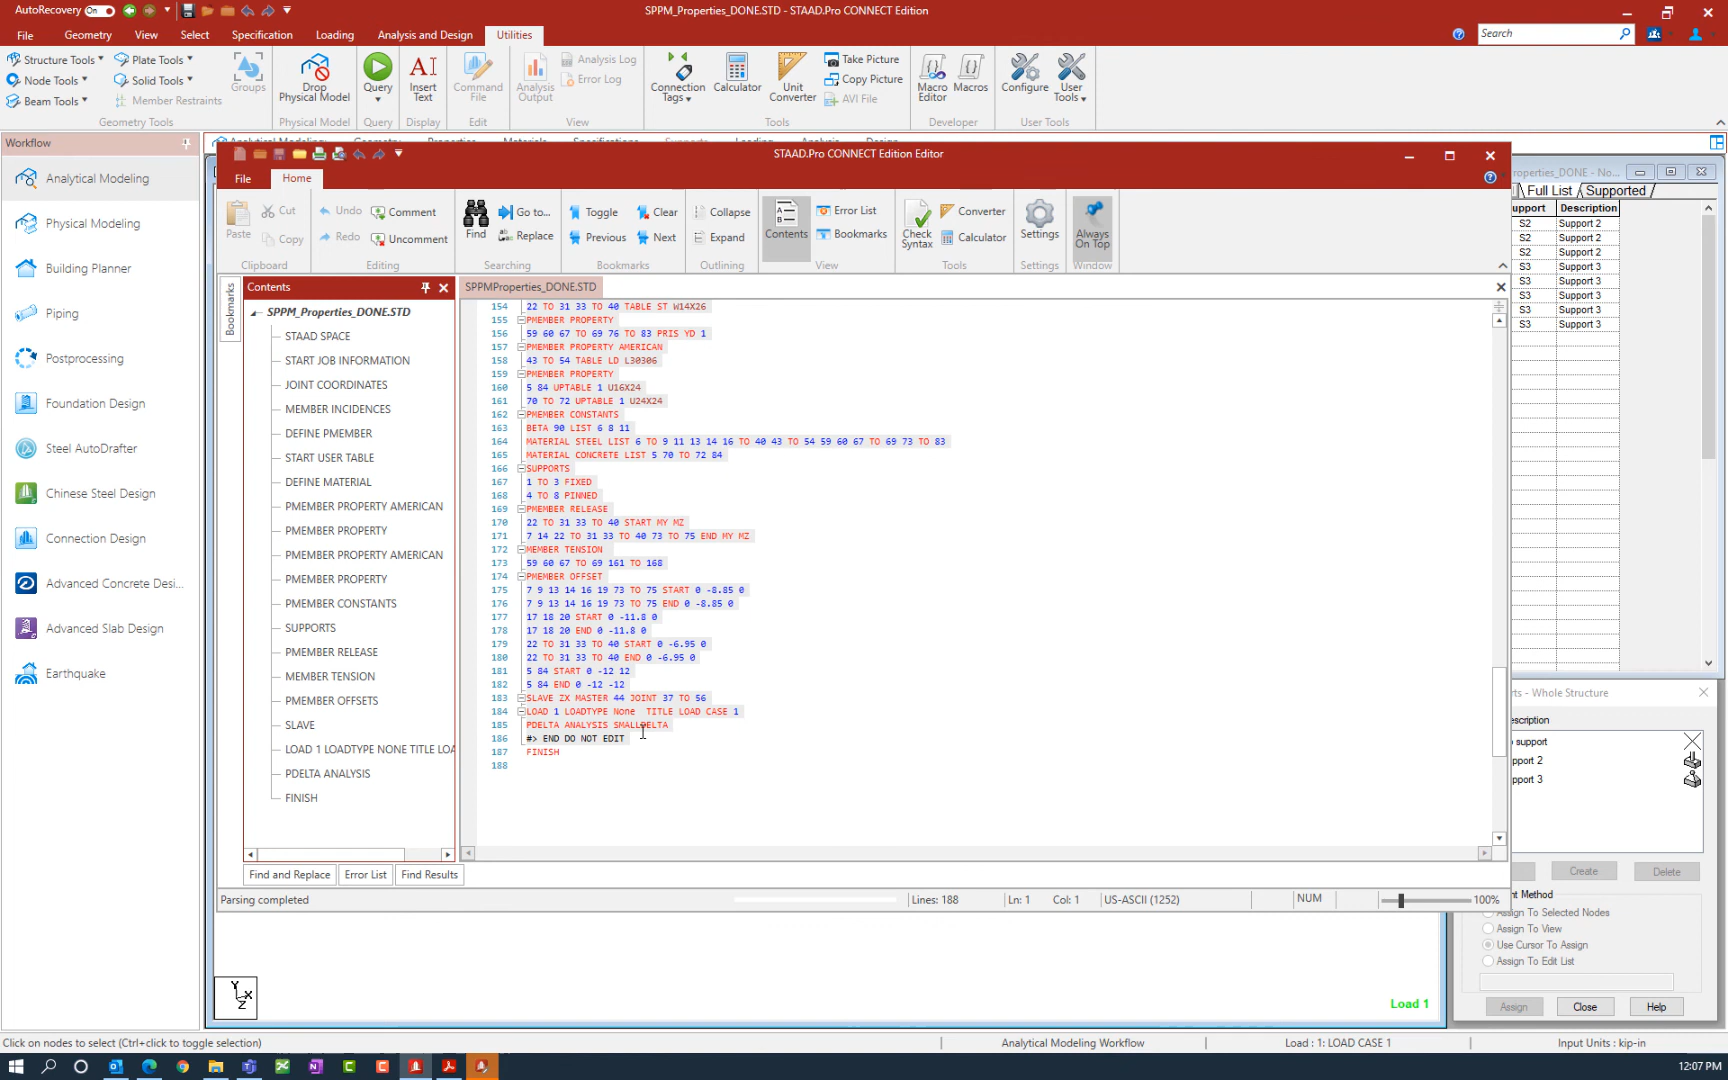 AutoRecovery On
SPPM_Properties_DONE.STD - STAAD.Pro CONNECT Edition
File Geometry View Select Specification Loading Analysis and Design Utilities
Search
Structure Tools
Node Tools
Beam Tools
Plate Tools
Solid Tools
Member Restraints
Groups
Geometry Tools
Drop Physical Model
Physical Model
Query
Query
Insert Text
Display
Command File
Edit
Analysis Output
Analysis Log
Error Log
View
Connection Tags
Calculator
Unit Converter
Take Picture
Copy Picture
AVI File
Tools
Macro Editor
Macros
Developer
Configure
User Tools
User Tools
Workflow
Analytical Modeling
Physical Modeling
Building Planner
Piping
Postprocessing
Foundation Design
Steel AutoDrafter
Chinese Steel Design
Connection Design
Advanced Concrete Desi...
Advanced Slab Design
Earthquake
STAAD.Pro CONNECT Edition Editor
File Home
Paste
Cut
Copy
Clipboard
Undo
Redo
Comment
Uncomment
Editing
Find
Go to...
Replace
Searching
Toggle
Previous
Clear
Next
Bookmarks
Collapse
Expand
Outlining
Contents
Error List
Bookmarks
View
Check Syntax
Converter
Calculator
Tools
Settings
Settings
Always On Top
Window
Bookmarks
Contents
SPPM_Properties_DONE.STD
STAAD SPACE
START JOB INFORMATION
JOINT COORDINATES
MEMBER INCIDENCES
DEFINE PMEMBER
START USER TABLE
DEFINE MATERIAL
PMEMBER PROPERTY AMERICAN
PMEMBER PROPERTY
PMEMBER PROPERTY AMERICAN
PMEMBER PROPERTY
PMEMBER CONSTANTS
SUPPORTS
PMEMBER RELEASE
MEMBER TENSION
PMEMBER OFFSETS
SLAVE
LOAD 1 LOADTYPE NONE TITLE LOA
PDELTA ANALYSIS
FINISH
SPPMProperties_DONE.STD
154 22 TO 31 33 TO 40 TABLE ST W14X26
155 PMEMBER PROPERTY
156 59 60 67 TO 69 76 TO 83 PRIS YD 1
157 PMEMBER PROPERTY AMERICAN
158 43 TO 54 TABLE LD L30306
159 PMEMBER PROPERTY
160 5 84 UPTABLE 1 U16X24
161 70 TO 72 UPTABLE 1 U24X24
162 PMEMBER CONSTANTS
163 BETA 90 LIST 6 8 11
164 MATERIAL STEEL LIST 6 TO 9 11 13 14 16 TO 40 43 TO 54 59 60 67 TO 69 73 TO 83
165 MATERIAL CONCRETE LIST 5 70 TO 72 84
166 SUPPORTS
167 1 TO 3 FIXED
168 4 TO 8 PINNED
169 PMEMBER RELEASE
170 22 TO 31 33 TO 40 START MY MZ
171 7 14 22 TO 31 33 TO 40 73 TO 75 END MY MZ
172 MEMBER TENSION
173 59 60 67 TO 69 161 TO 168
174 PMEMBER OFFSET
175 7 9 13 14 16 19 73 TO 75 START 0 -8.85 0
176 7 9 13 14 16 19 73 TO 75 END 0 -8.85 0
177 17 18 20 START 0 -11.8 0
178 17 18 20 END 0 -11.8 0
179 22 TO 31 33 TO 40 START 0 -6.95 0
180 22 TO 31 33 TO 40 END 0 -6.95 0
181 5 84 START 0 -12 12
182 5 84 END 0 -12 -12
183 SLAVE ZX MASTER 44 JOINT 37 TO 56
184 LOAD 1 LOADTYPE None TITLE LOAD CASE 1
185 PDELTA ANALYSIS SMALLDELTA
186 #> END DO NOT EDIT
187 FINISH
188
Find and Replace Error List Find Results
Parsing completed
Lines: 188 Ln: 1 Col: 1 US-ASCII (1252) NUM 100%
roperties_DONE - No...
Full List Supported
upport Description
S2 Support 2
S2 Support 2
S2 Support 2
S3 Support 3
S3 Support 3
S3 Support 3
S3 Support 3
S3 Support 3
rts - Whole Structure
escription
support
pport 2
pport 3
Create
Delete
nt Method
Assign To Selected Nodes
Assign To View
Use Cursor To Assign
Assign To Edit List
Assign Close Help
Y
X
Z
Load 1
Click on nodes to select (Ctrl+click to toggle selection)
Analytical Modeling Workflow
Load : 1: LOAD CASE 1
Input Units : kip-in
12:07 PM